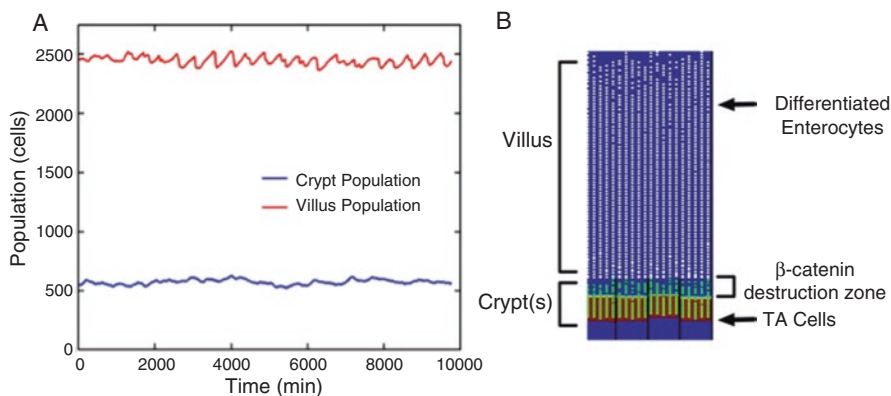 A
Population (cells)
2500
2000
1500
1000
500
0
Crypt Population
Villus Population
0 2000 4000 6000 8000 10000
Time (min)
B
Villus
Crypt(s)
Differentiated
Enterocytes
β-catenin
destruction zone
TA Cells